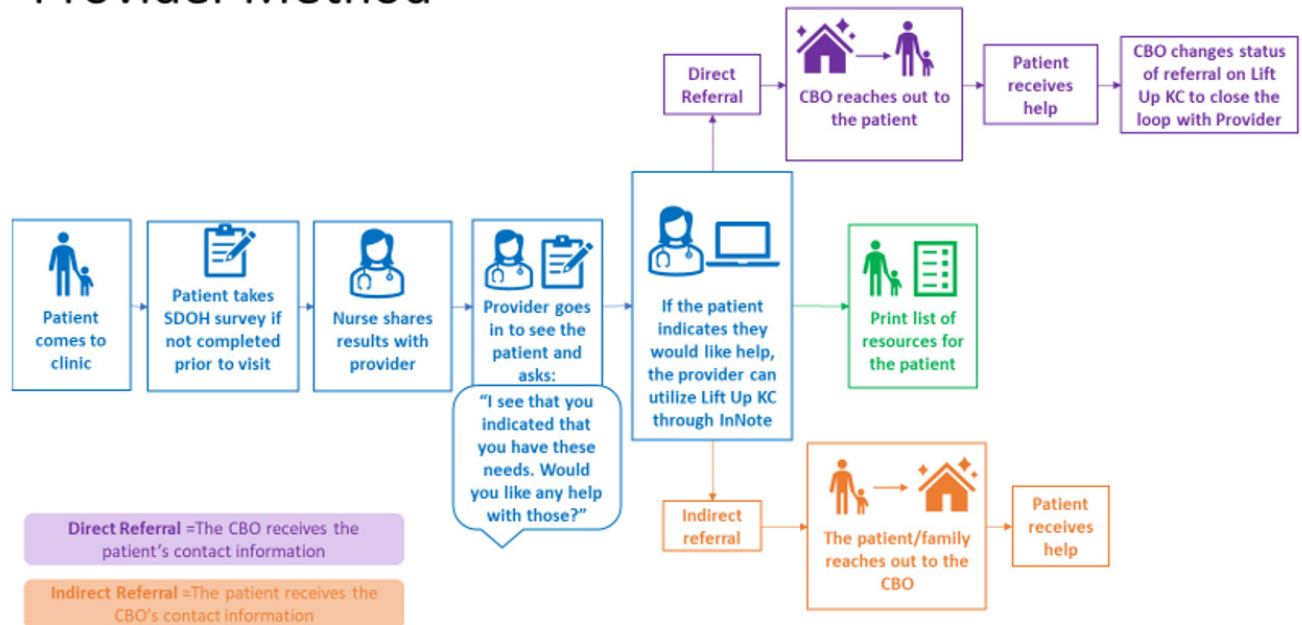 Provider Method
Direct
Referral
CBO reaches out to
the patient
Patient
receives
help
CBO changes status
of referral on Lift
Up KC to close the
loop with Provider
Patient
comes to
clinic
Patient takes
SDOH survey if
not completed
prior to visit
Nurse shares
results with
provider
Provider goes
in to see the
patient and
asks:
“I see that you
indicated that
you have these
needs. Would
you like any help
with those?”
If the patient
indicates they
would like help,
the provider can
utilize Lift Up KC
through InNote
Print list of
resources for
the patient
Indirect
referral
The patient/family
reaches out to the
CBO
Patient
receives
help
Direct Referral =The CBO receives the
patient’s contact information
Indirect Referral =The patient receives the
CBO’s contact information